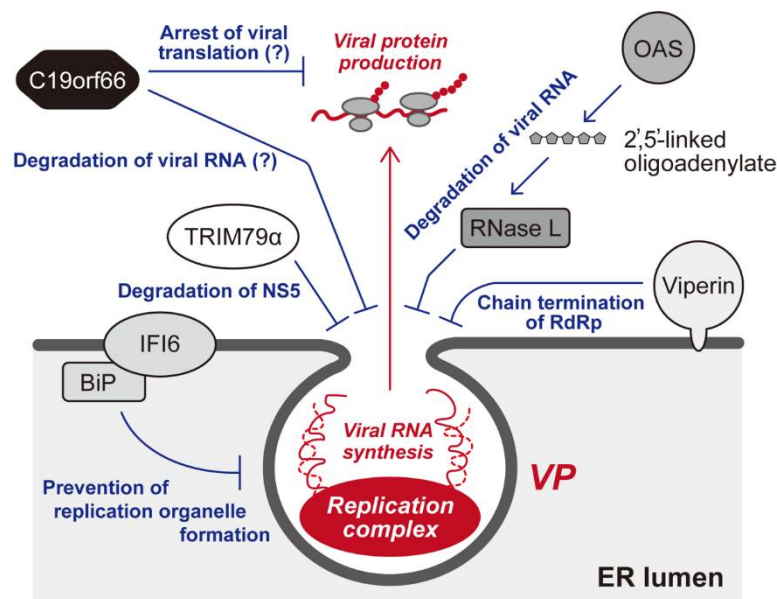 Arrest of viral
translation (?)
Viral protein
production
C19orf66
OAS
Degradation of viral RNA
2',5'-linked
oligoadenylate
Degradation of viral RNA (?)
RNase L
TRIM79α
Degradation of NS5
Chain termination
of RdRp
Viperin
IFI6
BiP
Viral RNA
synthesis
Prevention of
replication organelle
formation
Replication
complex
VP
ER lumen